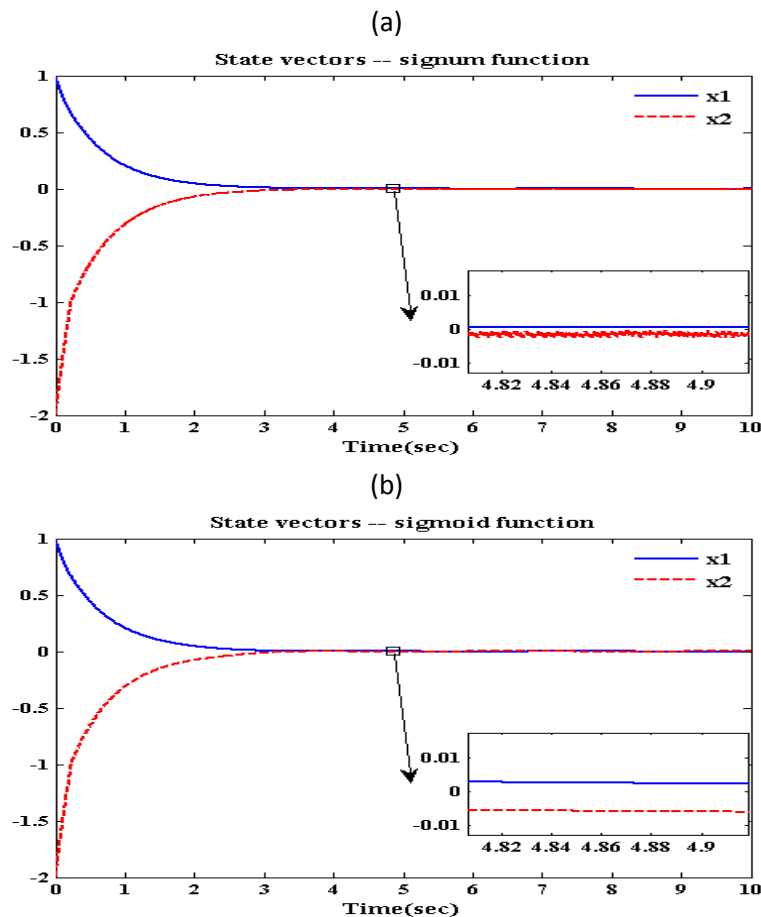 (a)
State vectors -- signum function
1
0.5
0
-0.5
-1
-1.5
-2
x1
x2
0.01
0
-0.01
4.82 4.84 4.86 4.88 4.9
0 1 2 3 4 5 6 7 8 9 10
Time(sec)
(b)
State vectors -- sigmoid function
1
0.5
0
-0.5
-1
-1.5
-2
x1
x2
0.01
0
-0.01
4.82 4.84 4.86 4.88 4.9
0 1 2 3 4 5 6 7 8 9 10
Time(sec)